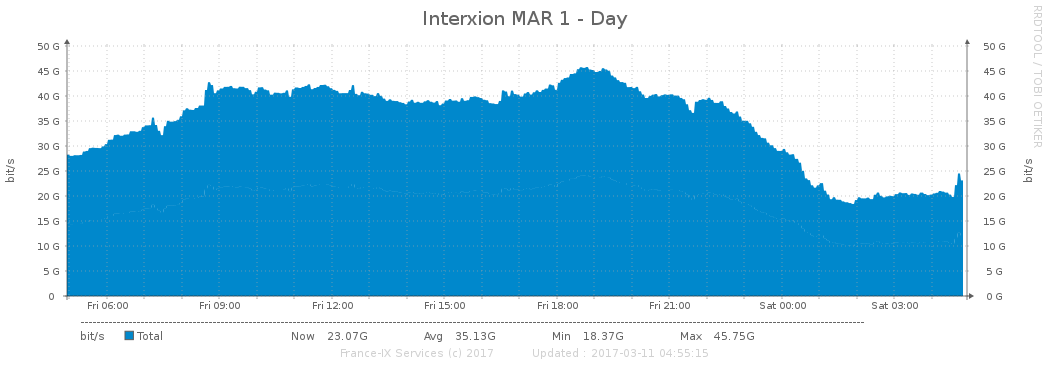 Interxion MAR 1 - Day
RRDTOOL / TOBI OETIKER
50 G 50 G
45 G 45 G
40 G 40 G
35 G 35 G
30 G 30 G
25 G 25 G
20 G 20 G
15 G 15 G
10 G 10 G
5 G 5 G
0 0 G
bit/s bit/s
Fri 06:00 Fri 09:00 Fri 12:00 Fri 15:00 Fri 18:00 Fri 21:00 Sat 00:00 Sat 03:00
bit/s Total Now 23.07G Avg 35.13G Min 18.37G Max 45.75G
France-IX Services (c) 2017 Updated : 2017-03-11 04:55:15